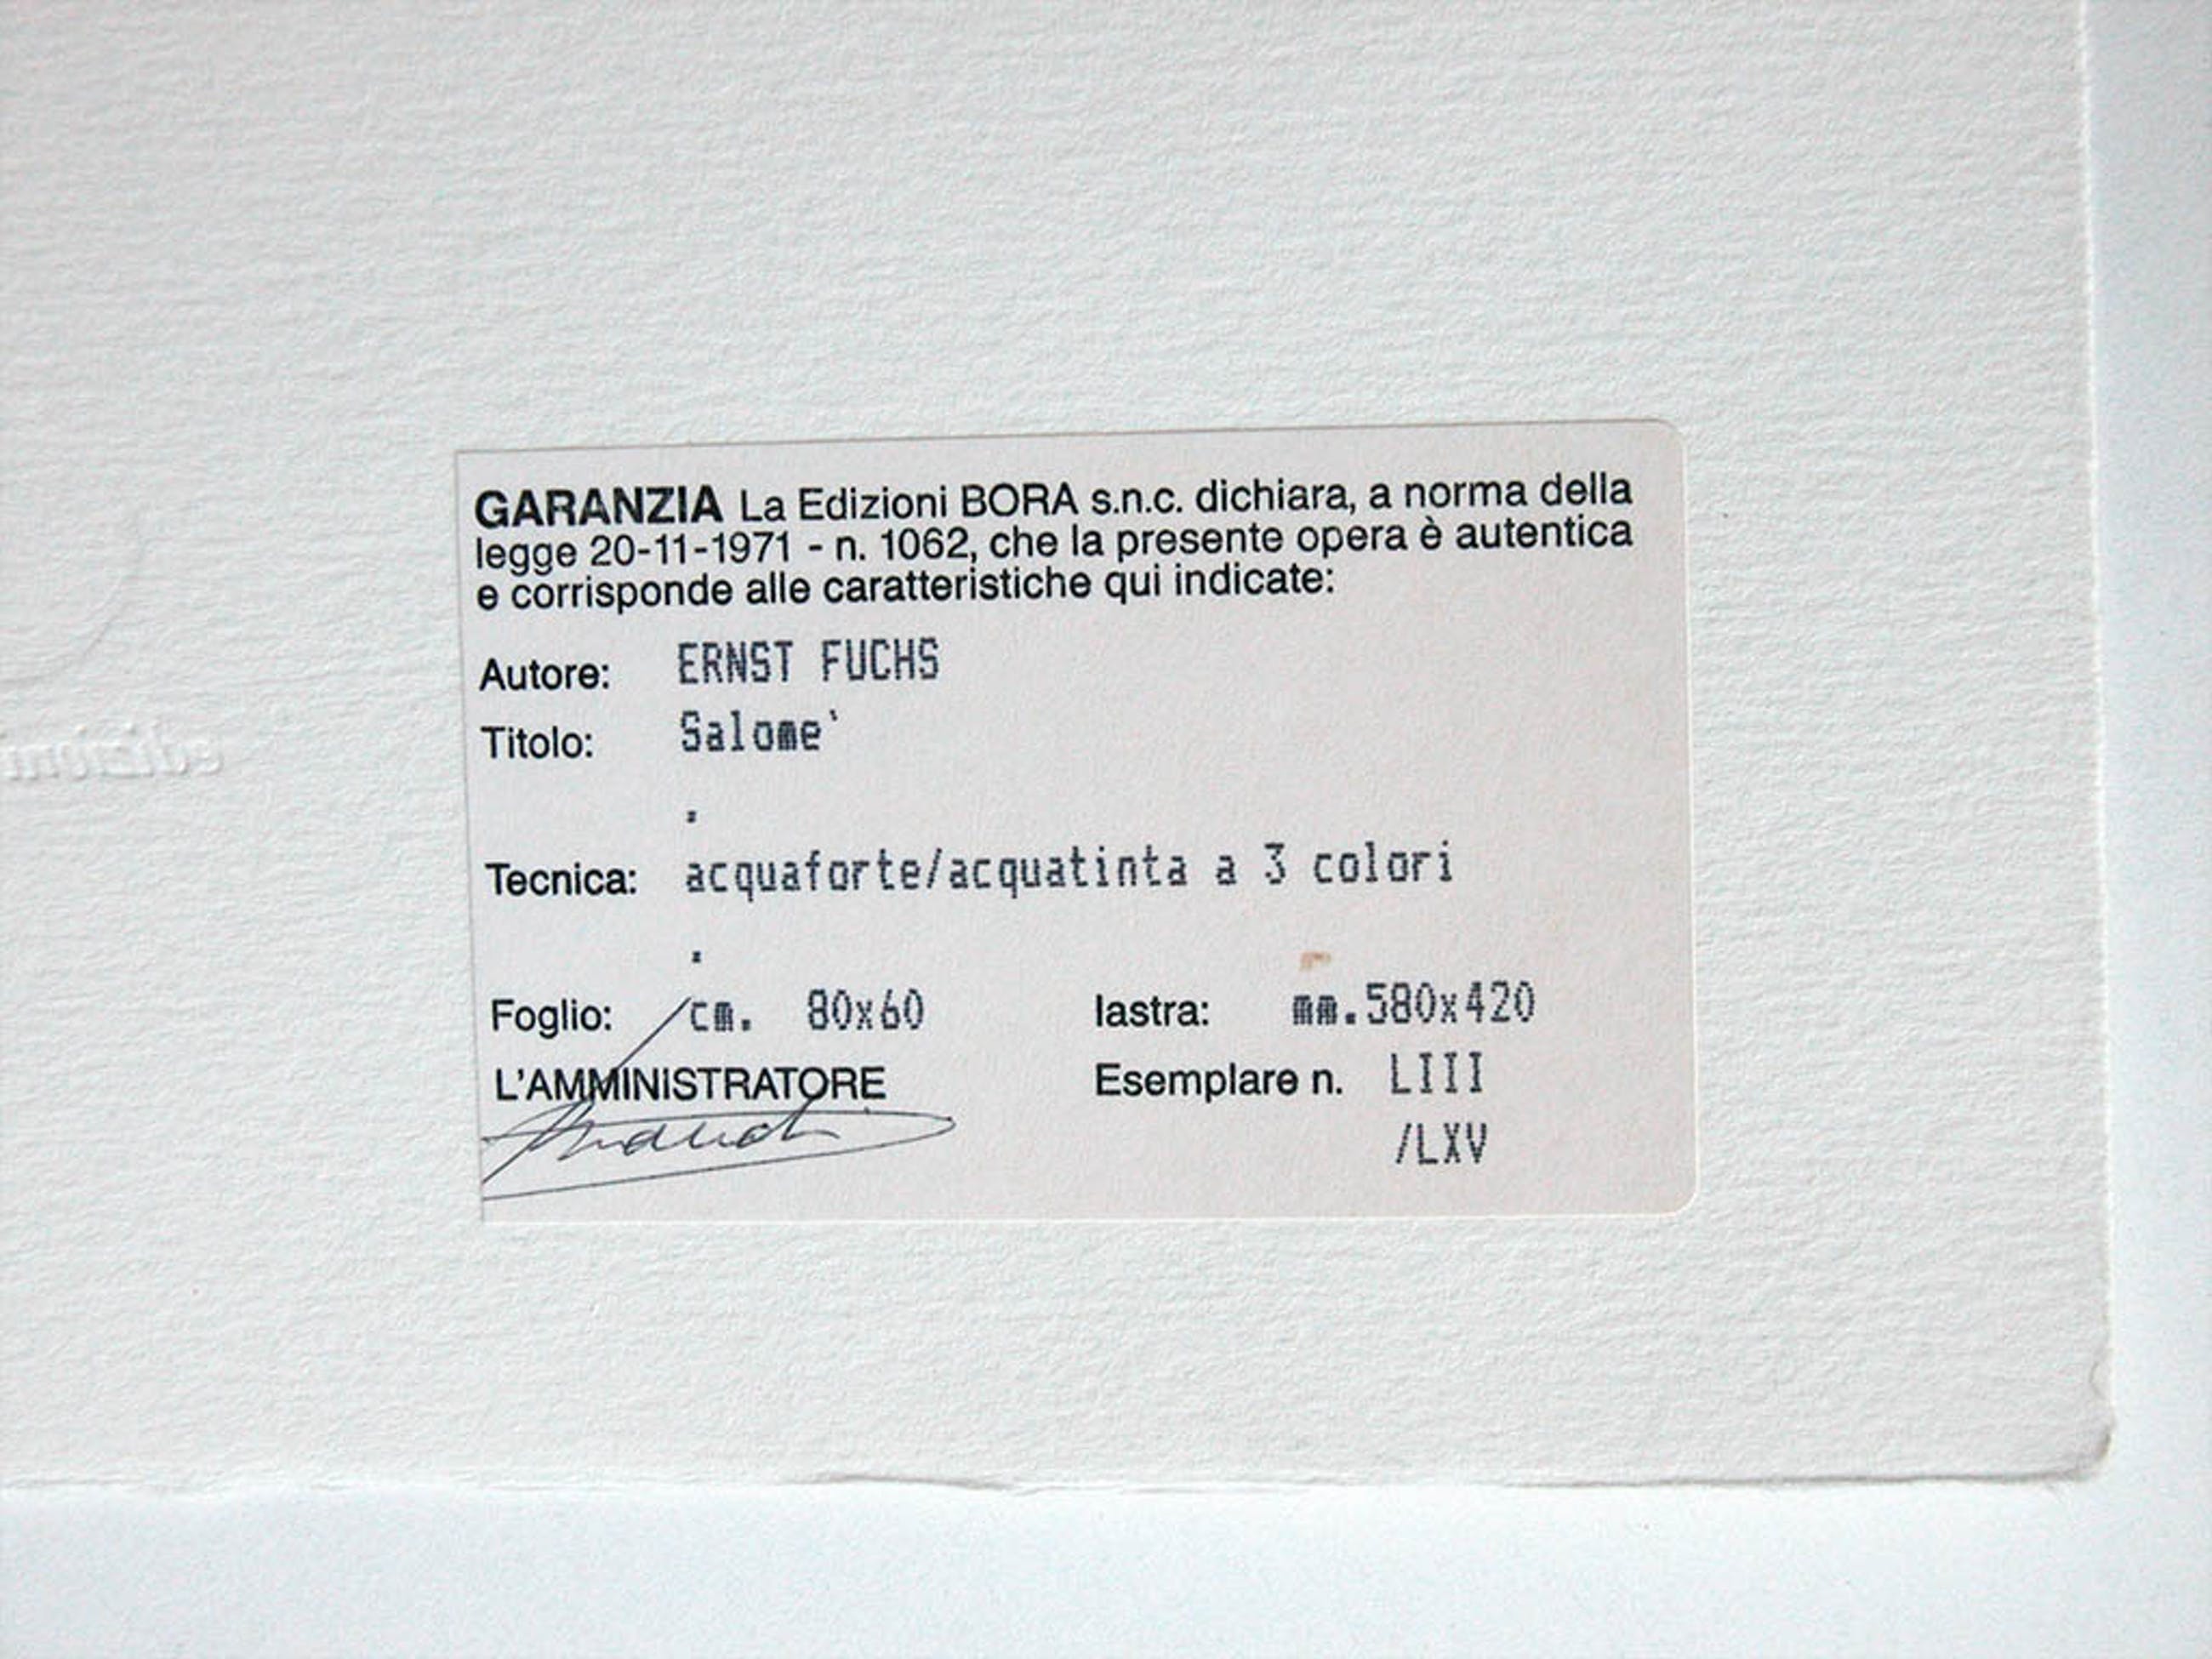 GARANZIA La Edizioni BORA s.n.c. dichiara, a norma della
legge 20-11-1971 - n. 1062, che la presente opera è autentica
e corrisponde alle caratteristiche qui indicate:
Autore: ERNST FUCHS
Titolo: Salome'
.
Tecnica: acquaforte/acquatinta a 3 colori
.
Foglio: cm. 80x60 lastra: mm.580x420
L'AMMINISTRATORE Esemplare n. LIII
/LXV
edizioni